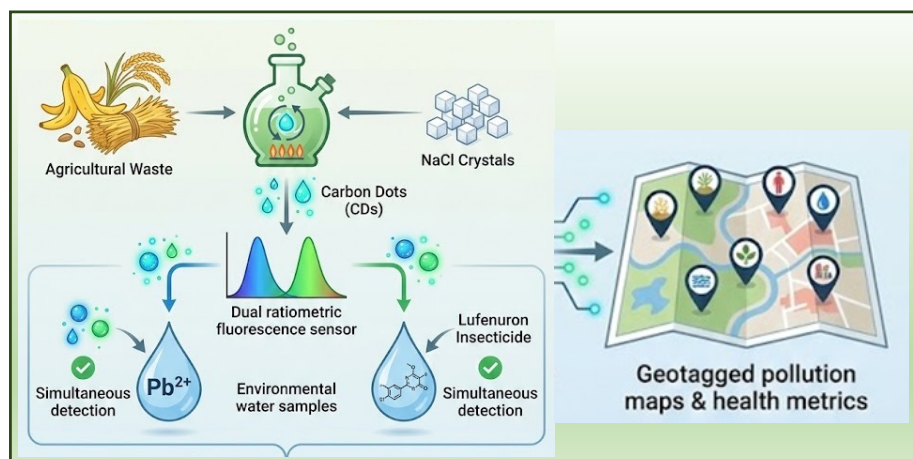 Agricultural Waste
NaCl Crystals
Carbon Dots
(CDs)
Dual ratiometric
fluorescence sensor
Lufenuron
Insecticide
Simultaneous
detection
Pb²⁺
Environmental
water samples
Simultaneous
detection
Geotagged pollution
maps & health metrics